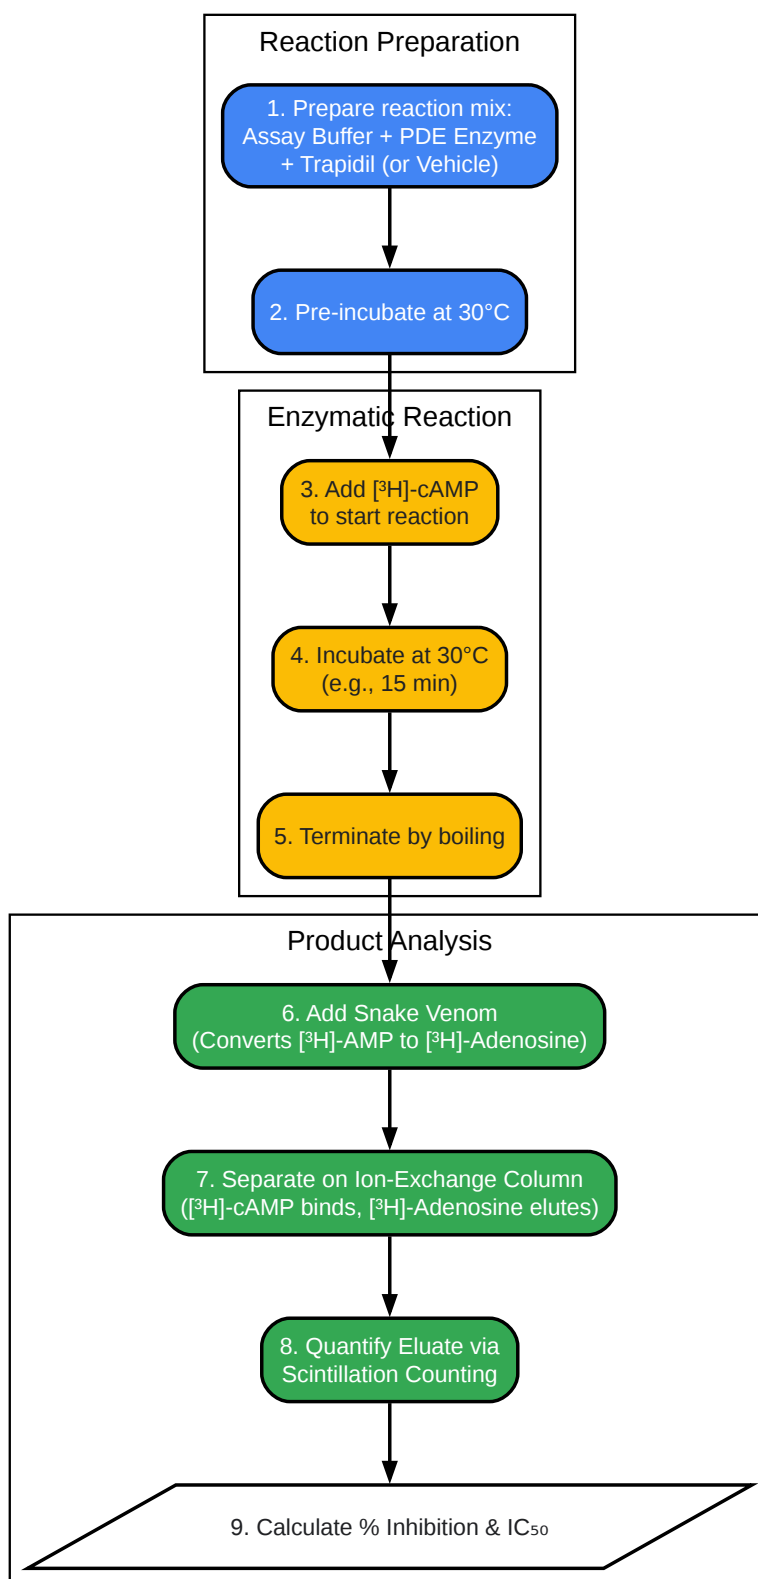 Reaction Preparation
1. Prepare reaction mix:
Assay Buffer + PDE Enzyme
+ Trapidil (or Vehicle)
2. Pre-incubate at 30°C
Enzymatic Reaction
3. Add [³H]-cAMP
to start reaction
4. Incubate at 30°C
(e.g., 15 min)
5. Terminate by boiling
Product Analysis
6. Add Snake Venom
(Converts [³H]-AMP to [³H]-Adenosine)
7. Separate on Ion-Exchange Column
([³H]-cAMP binds, [³H]-Adenosine elutes)
8. Quantify Eluate via
Scintillation Counting
9. Calculate % Inhibition & IC₅₀